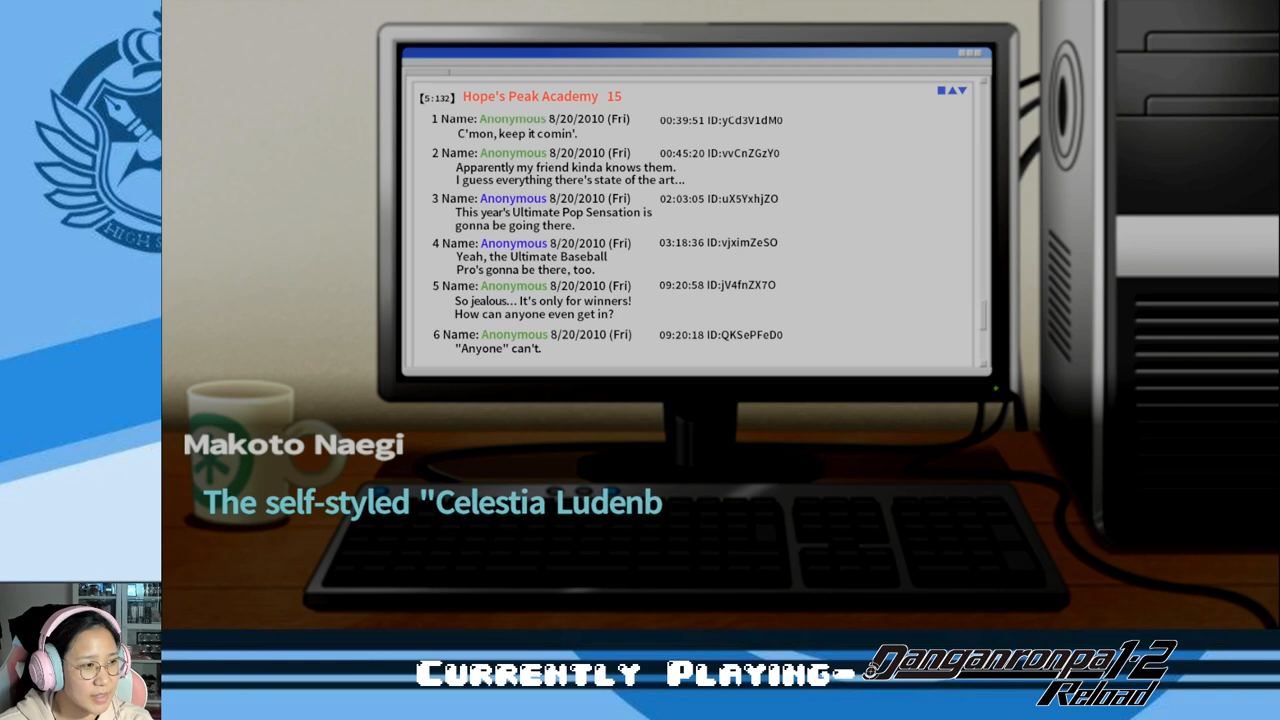 【5:132】 Hope's Peak Academy 15
1 Name: Anonymous 8/20/2010 (Fri) 00:39:51 ID:yCd3V1dM0
C'mon, keep it comin'.
2 Name: Anonymous 8/20/2010 (Fri) 00:45:20 ID:vvCnZGzY0
Apparently my friend kinda knows them.
I guess everything there's state of the art...
3 Name: Anonymous 8/20/2010 (Fri) 02:03:05 ID:uX5YxhjZO
This year's Ultimate Pop Sensation is
gonna be going there.
4 Name: Anonymous 8/20/2010 (Fri) 03:18:36 ID:vjximZeSO
Yeah, the Ultimate Baseball
Pro's gonna be there, too.
5 Name: Anonymous 8/20/2010 (Fri) 09:20:58 ID:jV4fnZX7O
So jealous... It's only for winners!
How can anyone even get in?
6 Name: Anonymous 8/20/2010 (Fri) 09:20:18 ID:QKSePFeD0
"Anyone" can't.
Makoto Naegi
The self-styled "Celestia Ludenb
HIGH
Currently Playing-
Danganronpa 1·2
Reload